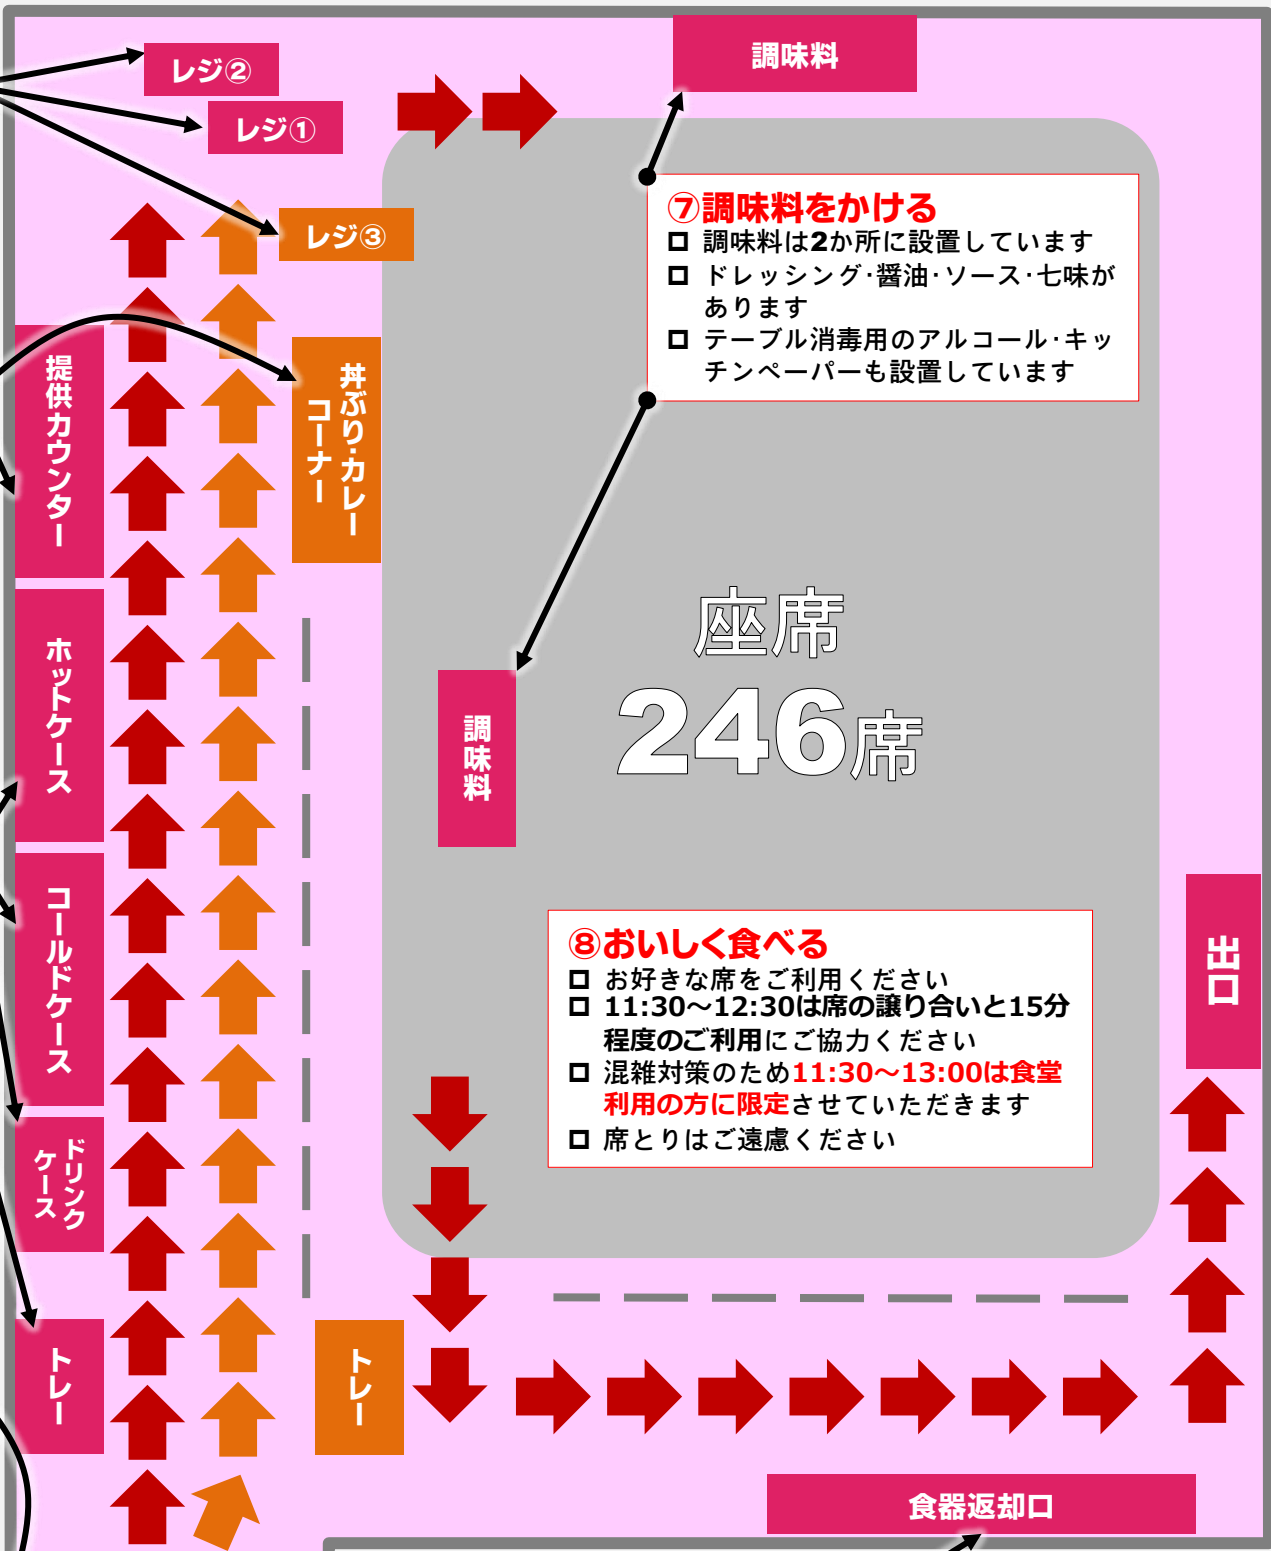 レジ②
調味料
レジ①
レジ③
⑦調味料をかける
調味料は2か所に設置しています
ドレッシング･醤油･ソース･七味が
あります
テーブル消毒用のアルコール･キッ
チンペーパーも設置しています
提供カウンター
丼ぶり･カレー
コーナー
座席
246席
ホットケース
調味料
コールドケース
出口
⑧おいしく食べる
お好きな席をご利用ください
11:30～12:30は席の譲り合いと15分
程度のご利用にご協力ください
混雑対策のため11:30～13:00は食堂
利用の方に限定させていただきます
席とりはご遠慮ください
ドリンク
ケース
トレー
トレー
食器返却口